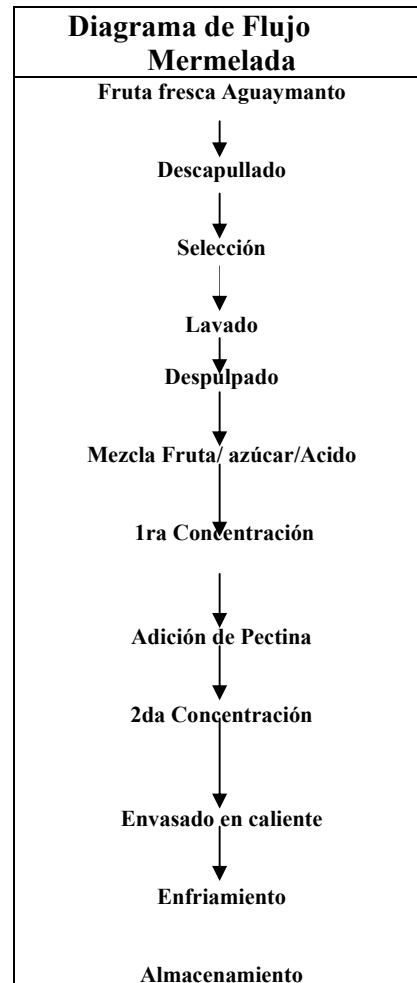 Diagrama de Flujo
Mermelada
Fruta fresca Aguaymanto
Descapullado
Selección
Lavado
Despulpado
Mezcla Fruta/ azúcar/Acido
1ra Concentración
Adición de Pectina
2da Concentración
Envasado en caliente
Enfriamiento
Almacenamiento